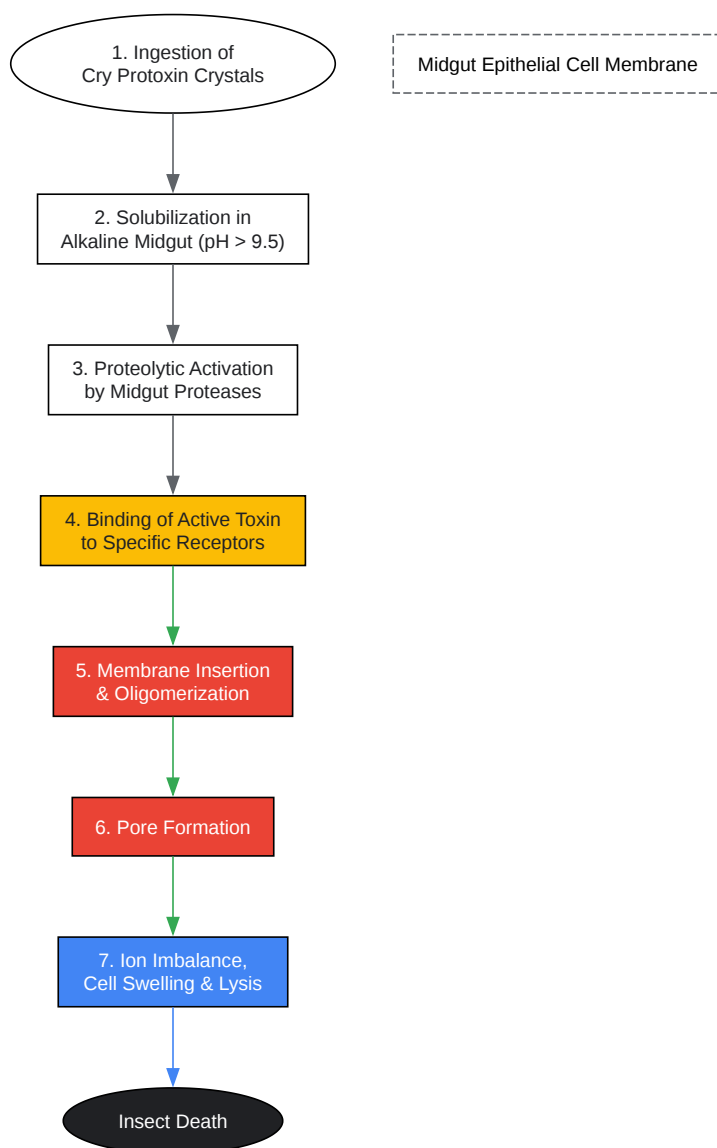 1. Ingestion of
Cry Protoxin Crystals
Midgut Epithelial Cell Membrane
2. Solubilization in
Alkaline Midgut (pH > 9.5)
3. Proteolytic Activation
by Midgut Proteases
4. Binding of Active Toxin
to Specific Receptors
5. Membrane Insertion
& Oligomerization
6. Pore Formation
7. Ion Imbalance,
Cell Swelling & Lysis
Insect Death